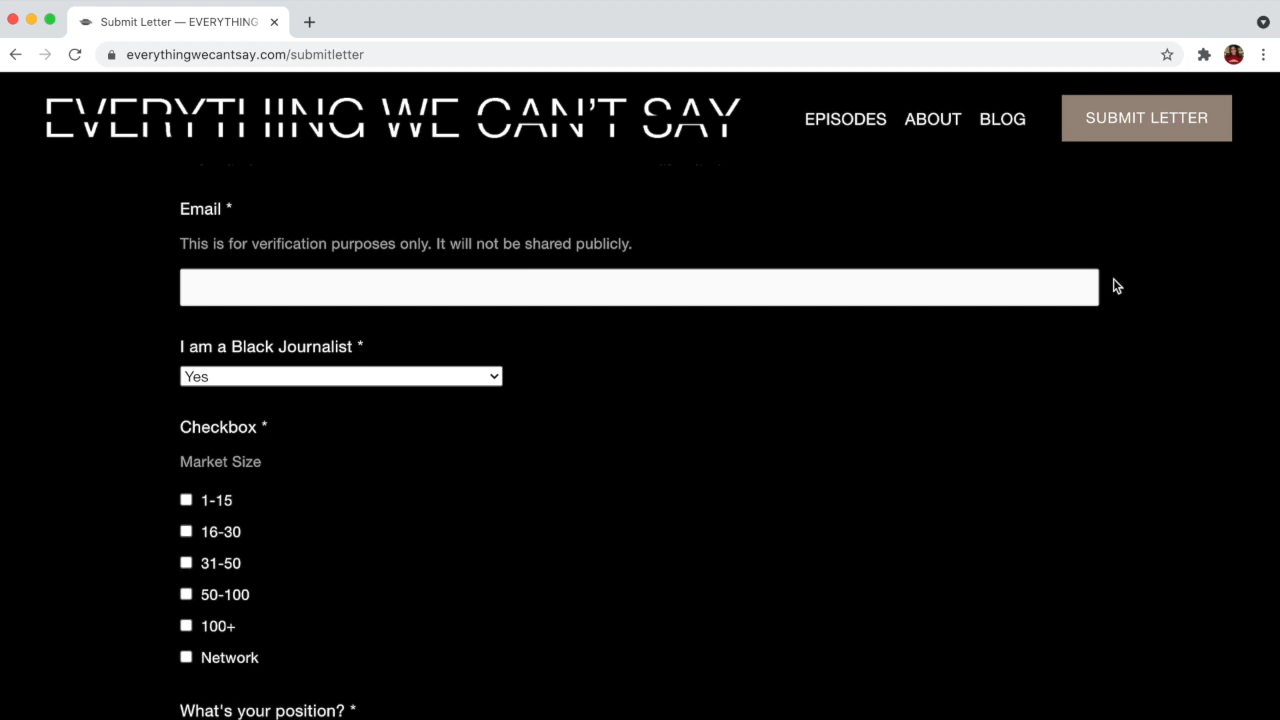 Submit Letter — EVERYTHING
everythingwecantsay.com/submitletter
EVERYTHING WE CAN'T SAY
EPISODES ABOUT BLOG SUBMIT LETTER
Email *
This is for verification purposes only. It will not be shared publicly.
I am a Black Journalist *
Yes
Checkbox *
Market Size
1-15
16-30
31-50
50-100
100+
Network
What's your position? *